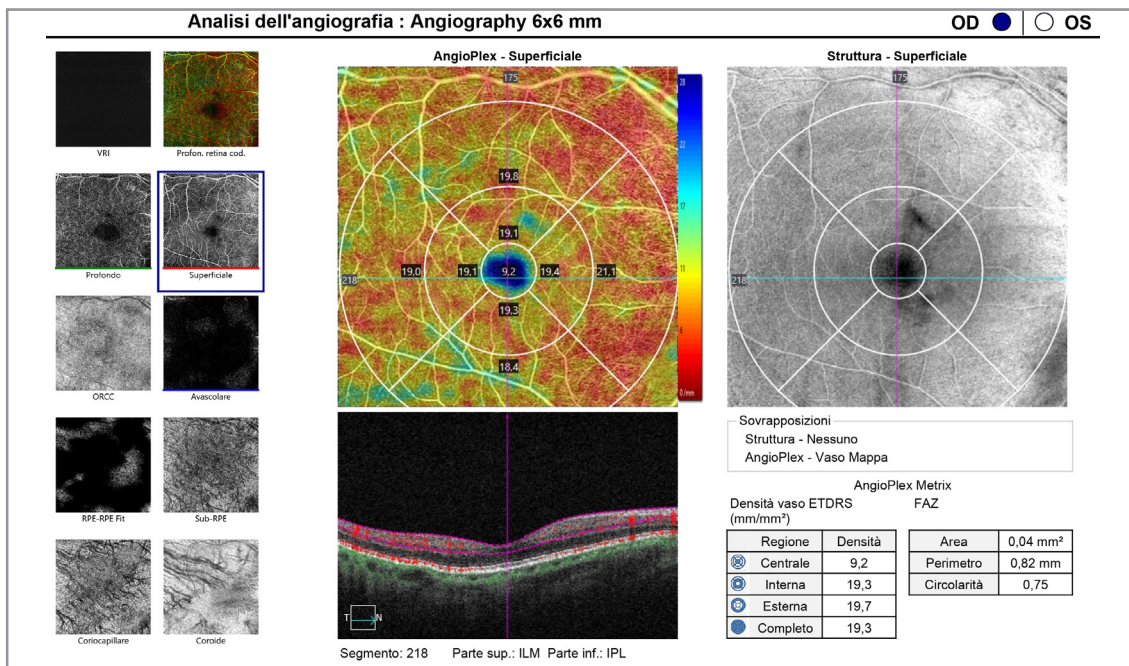 Analisi dell'angiografia : Angiography 6x6 mm
OD OS
VRI
Profon. retina cod.
Profondo
Superficiale
ORCC
Avascolare
RPE-RPE Fit
Sub-RPE
Coriocapillare
Coroide
AngioPlex - Superficiale
175
19.8
19.1
19.0 19.1 9.2 19.4 21.1
218
19.3
18.4
28
22
17
11
6
0 /mm
T N
Segmento: 218 Parte sup.: ILM Parte inf.: IPL
Struttura - Superficiale
175
218
Sovrapposizioni
Struttura - Nessuno
AngioPlex - Vaso Mappa
AngioPlex Metrix
Densità vaso ETDRS
(mm/mm²)
Regione Densità
Centrale 9,2
Interna 19,3
Esterna 19,7
Completo 19,3
FAZ
Area 0,04 mm²
Perimetro 0,82 mm
Circolarità 0,75